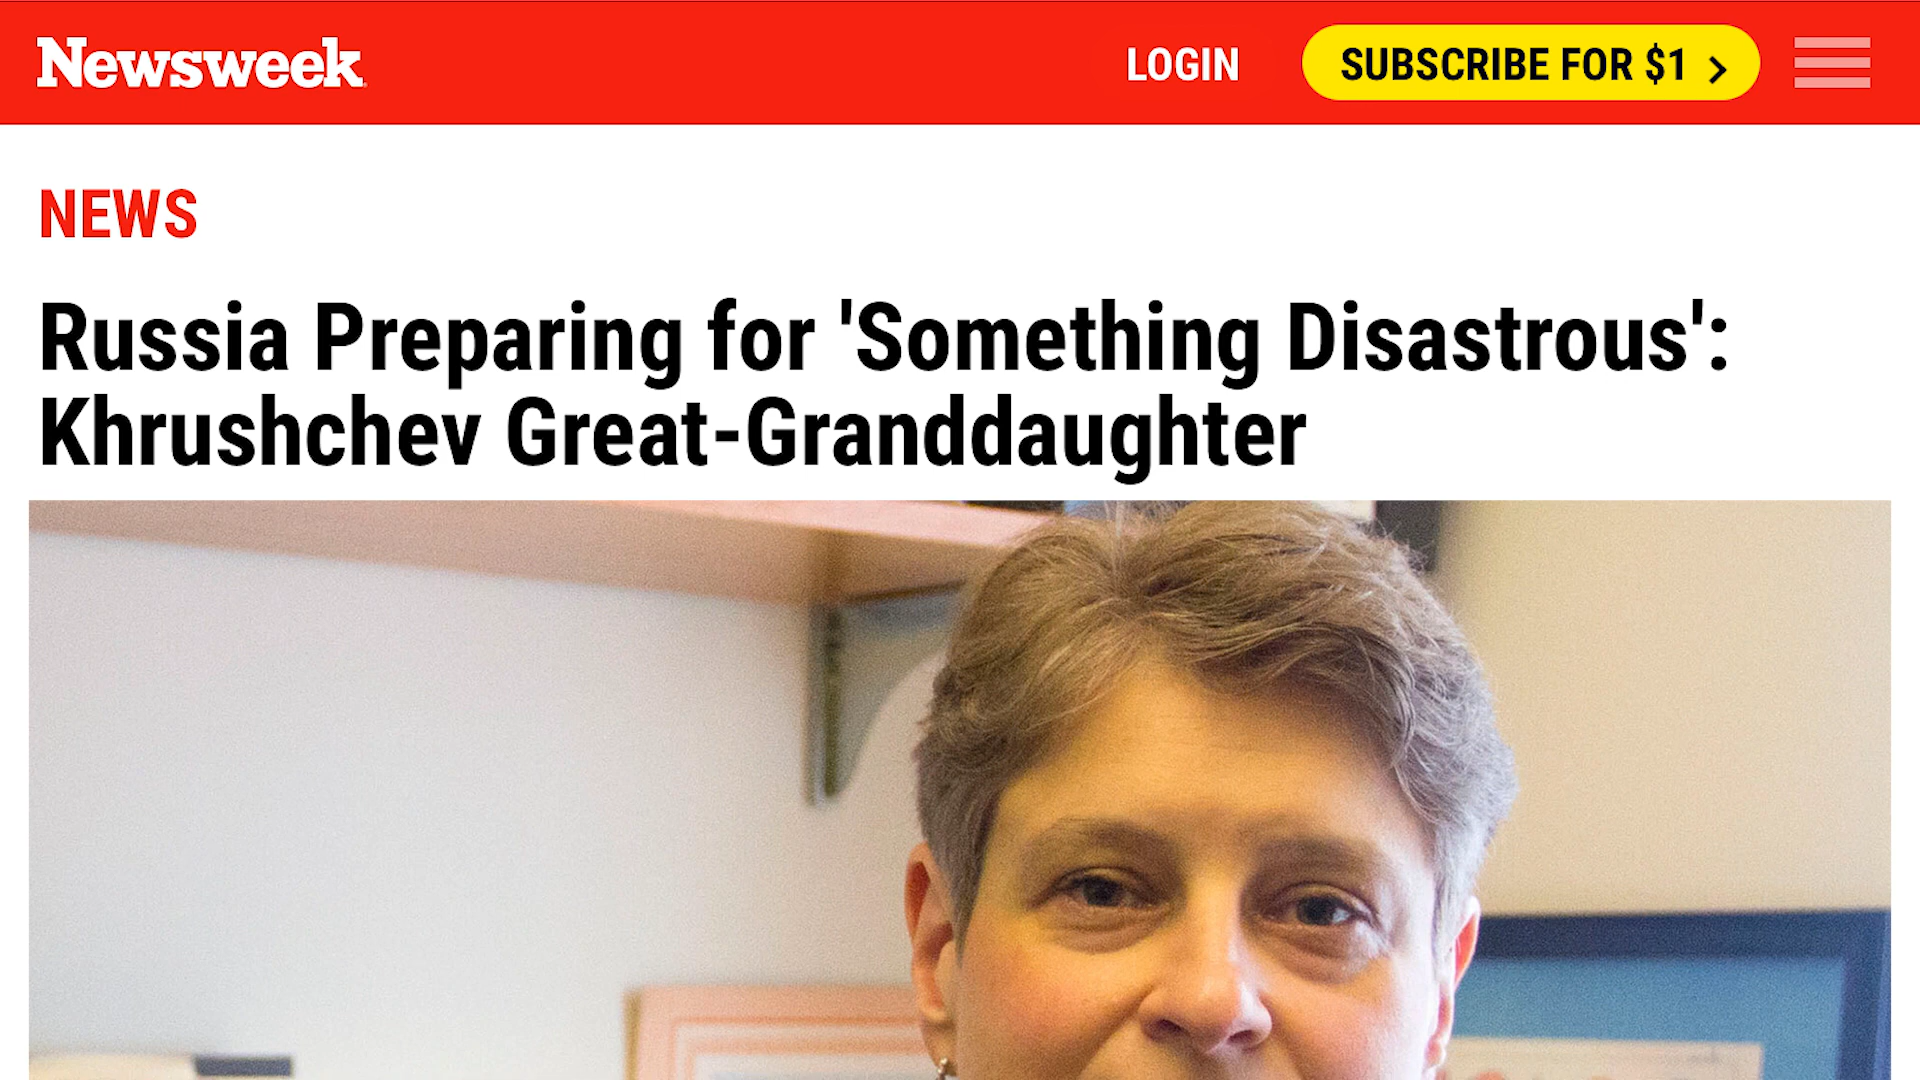 Newsweek
LOGIN
SUBSCRIBE FOR $1
NEWS
Russia Preparing for 'Something Disastrous':
Khrushchev Great-Granddaughter